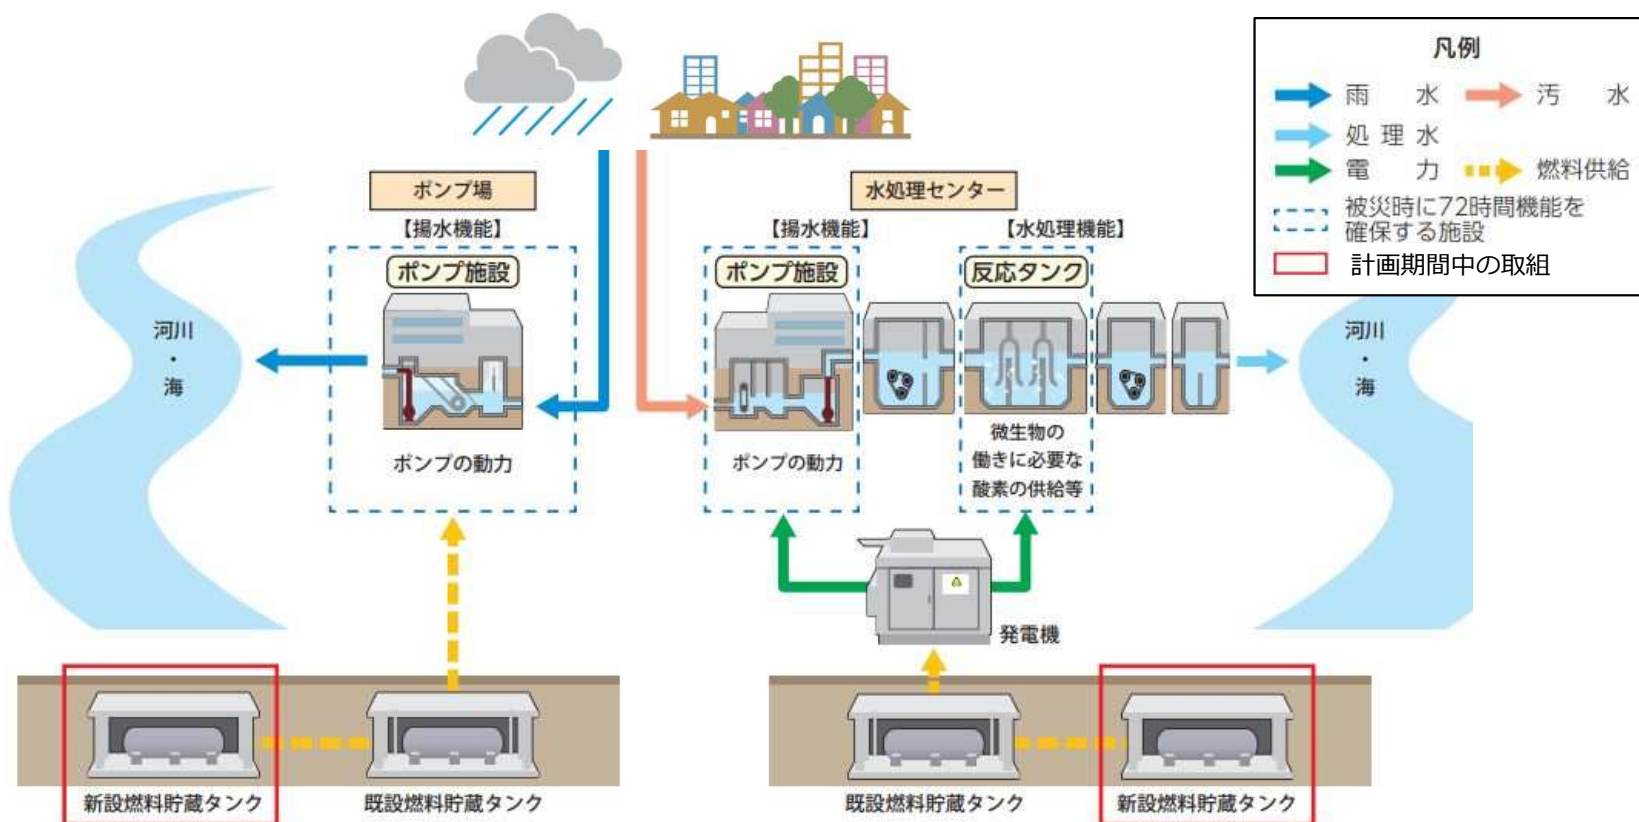 凡例
雨水
汚水
処理水
電力
燃料供給
被災時に72時間機能を
確保する施設
計画期間中の取組
ポンプ場
【揚水機能】
ポンプ施設
ポンプの動力
水処理センター
【揚水機能】
【水処理機能】
ポンプ施設
反応タンク
ポンプの動力
微生物の
働きに必要な
酸素の供給等
河川
・
海
河川
・
海
発電機
新設燃料貯蔵タンク
既設燃料貯蔵タンク
既設燃料貯蔵タンク
新設燃料貯蔵タンク